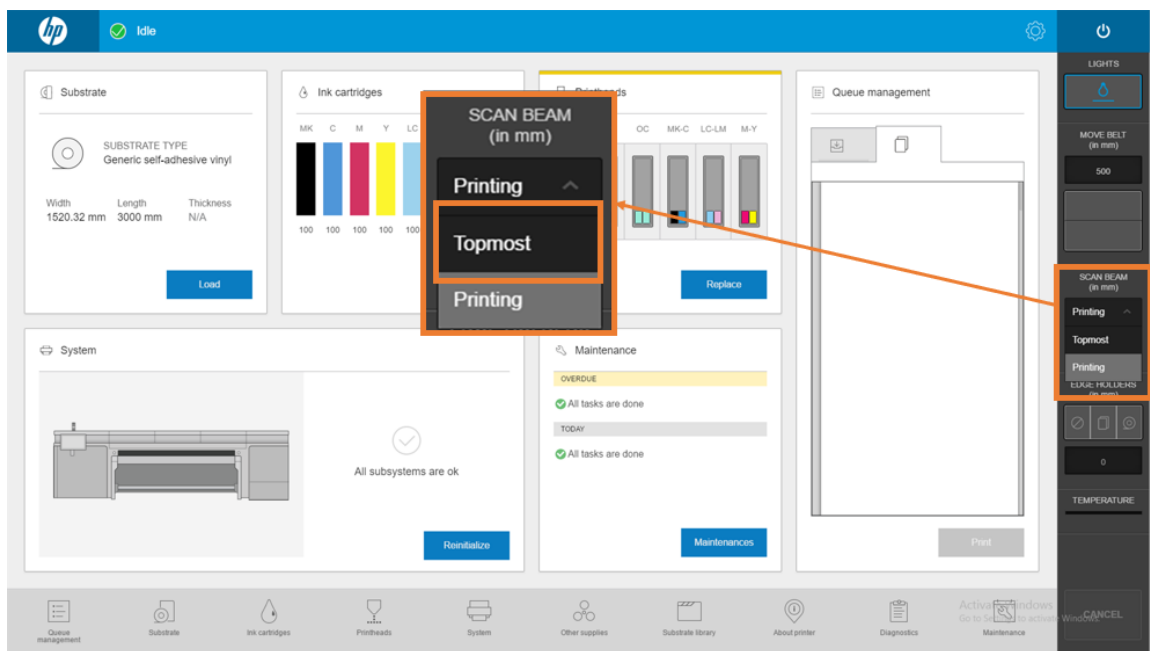 hp
Idle
LIGHTS
Substrate
SUBSTRATE TYPE
Generic self-adhesive vinyl
Width Length Thickness
1520.32 mm 3000 mm N/A
Load
Ink cartridges
MK C M Y LC
100 100 100 100 100
SCAN BEAM
(in mm)
Printing
Topmost
Printing
Printheads
OC MK-C LC-LM M-Y
Replace
Queue management
Print
System
All subsystems are ok
Reinitialize
Maintenance
OVERDUE
All tasks are done
TODAY
All tasks are done
Maintenances
MOVE BELT
(in mm)
500
SCAN BEAM
(in mm)
Printing
Topmost
Printing
EDGE HOLDERS
(in mm)
0
TEMPERATURE
CANCEL
Queue
management
Substrate
Ink cartridges
Printheads
System
Other supplies
Substrate library
About printer
Diagnostics
Maintenance